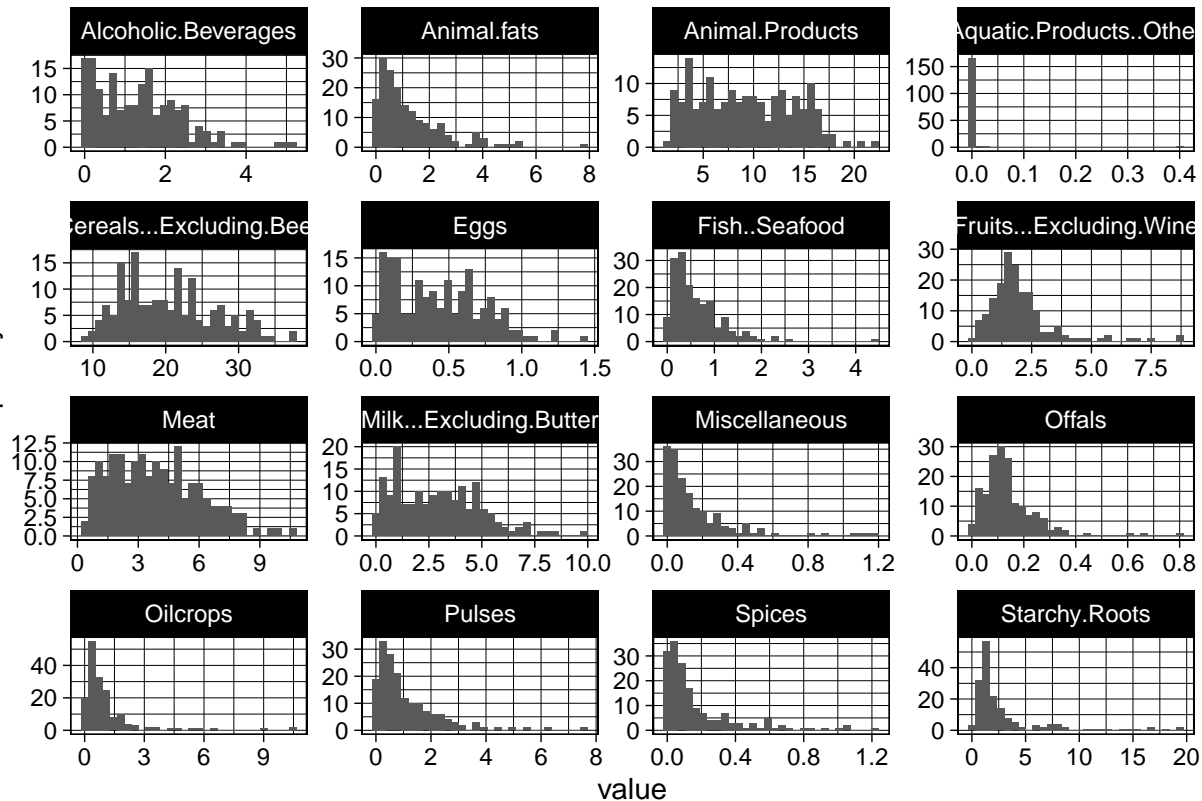 Alcoholic.Beverages
Animal.fats
Animal.Products
Aquatic.Products..Othe
15
10
5
0
0 2 4
30
20
10
0
0 2 4 6 8
10
5
0
5 10 15 20
150
100
50
0
0.0 0.1 0.2 0.3 0.4
Cereals...Excluding.Bee
Eggs
Fish..Seafood
Fruits...Excluding.Wine
15
10
5
0
10 20 30
15
10
5
0
0.0 0.5 1.0 1.5
30
20
10
0
0 1 2 3 4
30
20
10
0
2.5 5.0 7.5
Meat
Milk...Excluding.Butter
Miscellaneous
Offals
12.5
10.0
7.5
5.0
2.5
0.0
0 3 6 9
20
15
10
5
0
0.0 2.5 5.0 7.5 10.0
30
20
10
0
0.0 0.4 0.8 1.2
30
20
10
0
0.0 0.2 0.4 0.6 0.8
Oilcrops
Pulses
Spices
Starchy.Roots
40
20
0
0 3 6 9
30
20
10
0
0 2 4 6 8
30
20
10
0
0.0 0.4 0.8 1.2
40
20
0
0 5 10 15 20
value